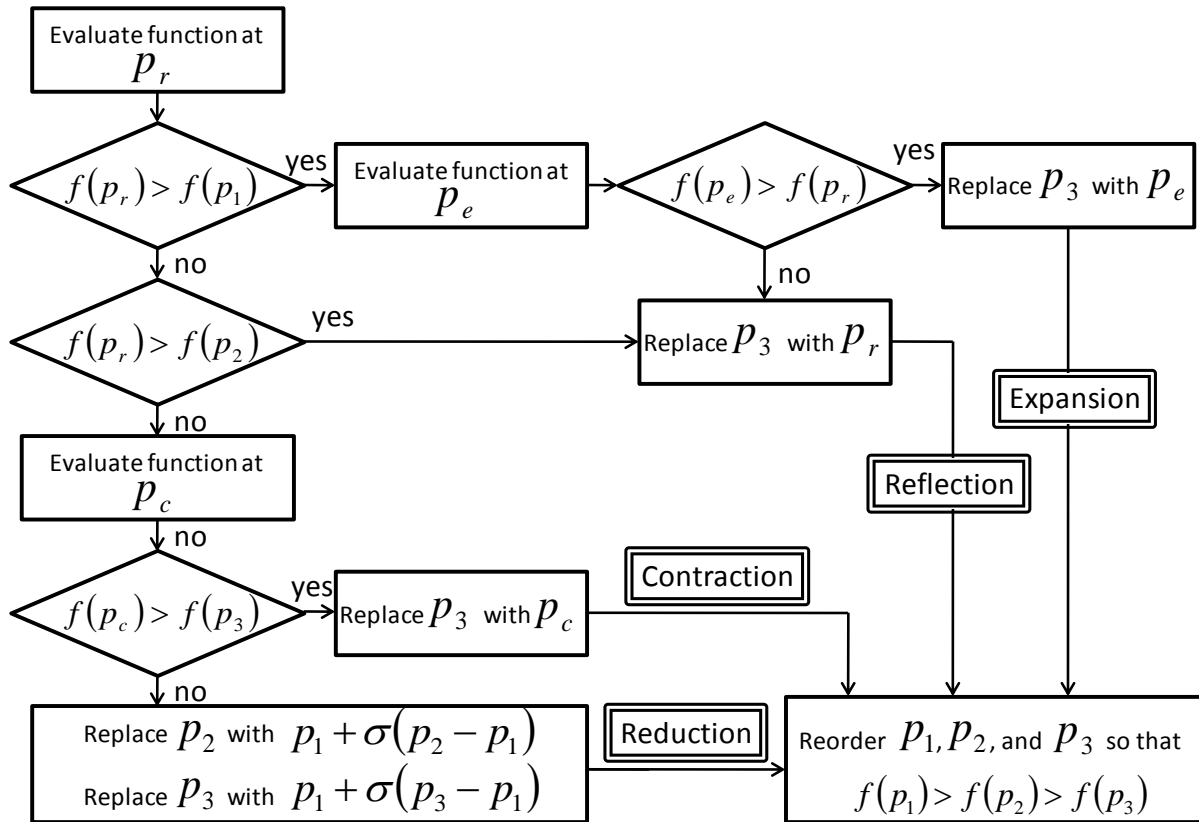 Evaluate function at
p_r
f(p_r) > f(p_1)
yes
Evaluate function at
p_e
f(p_e) > f(p_r)
yes
Replace p_3 with p_e
no
no
f(p_r) > f(p_2)
yes
Replace p_3 with p_r
Expansion
no
Evaluate function at
p_c
Reflection
no
f(p_c) > f(p_3)
yes
Replace p_3 with p_c
Contraction
no
Replace p_2 with p_1 + σ(p_2 − p_1)
Replace p_3 with p_1 + σ(p_3 − p_1)
Reduction
Reorder p_1, p_2, and p_3 so that
f(p_1) > f(p_2) > f(p_3)